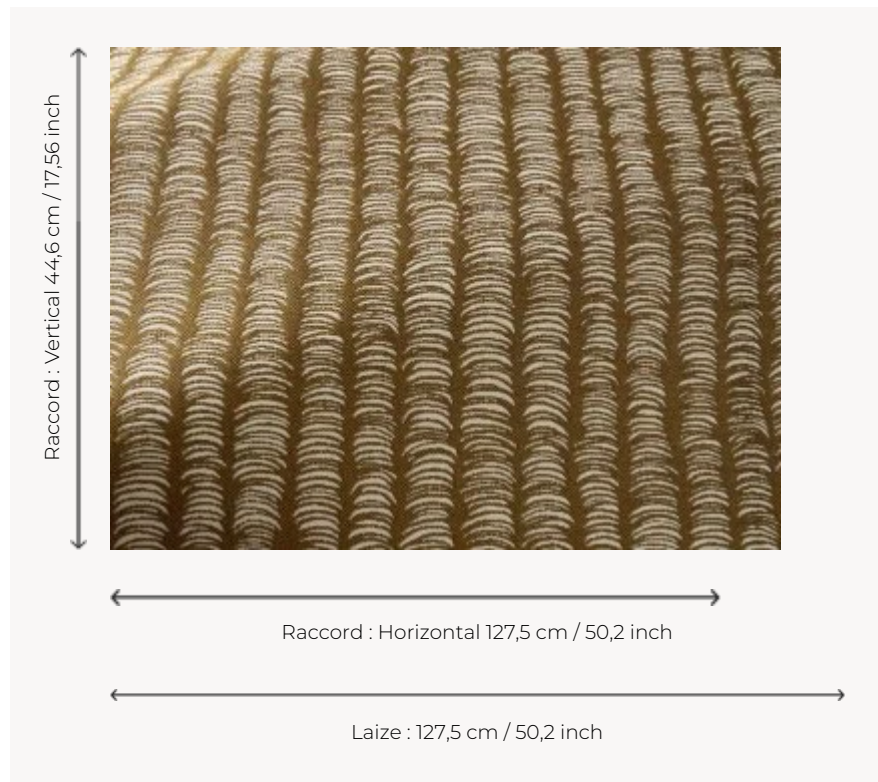 Raccord : Vertical 44,6 cm / 17,56 inch
Raccord : Horizontal 127,5 cm / 50,2 inch
Laize : 127,5 cm / 50,2 inch